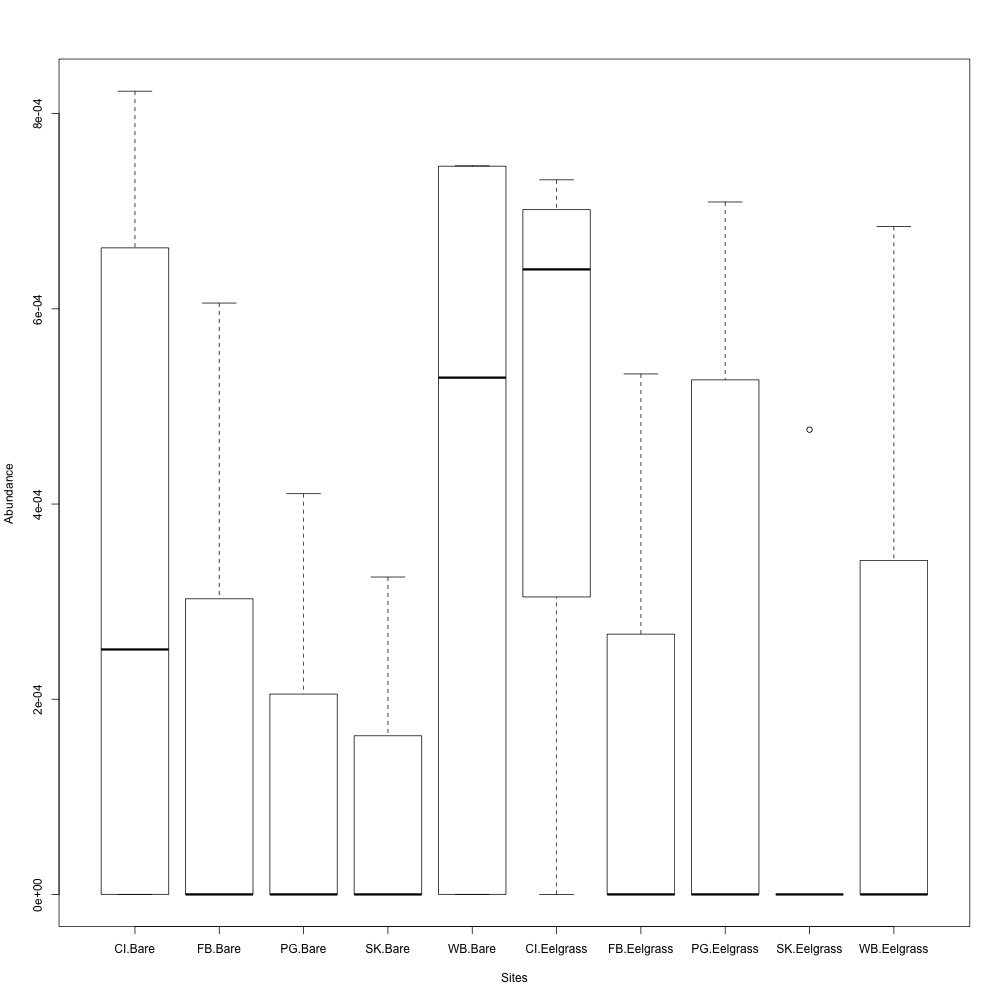 Abundance
8e-04
6e-04
4e-04
2e-04
0e+00
CI.Bare FB.Bare PG.Bare SK.Bare WB.Bare CI.Eelgrass FB.Eelgrass PG.Eelgrass SK.Eelgrass WB.Eelgrass
Sites